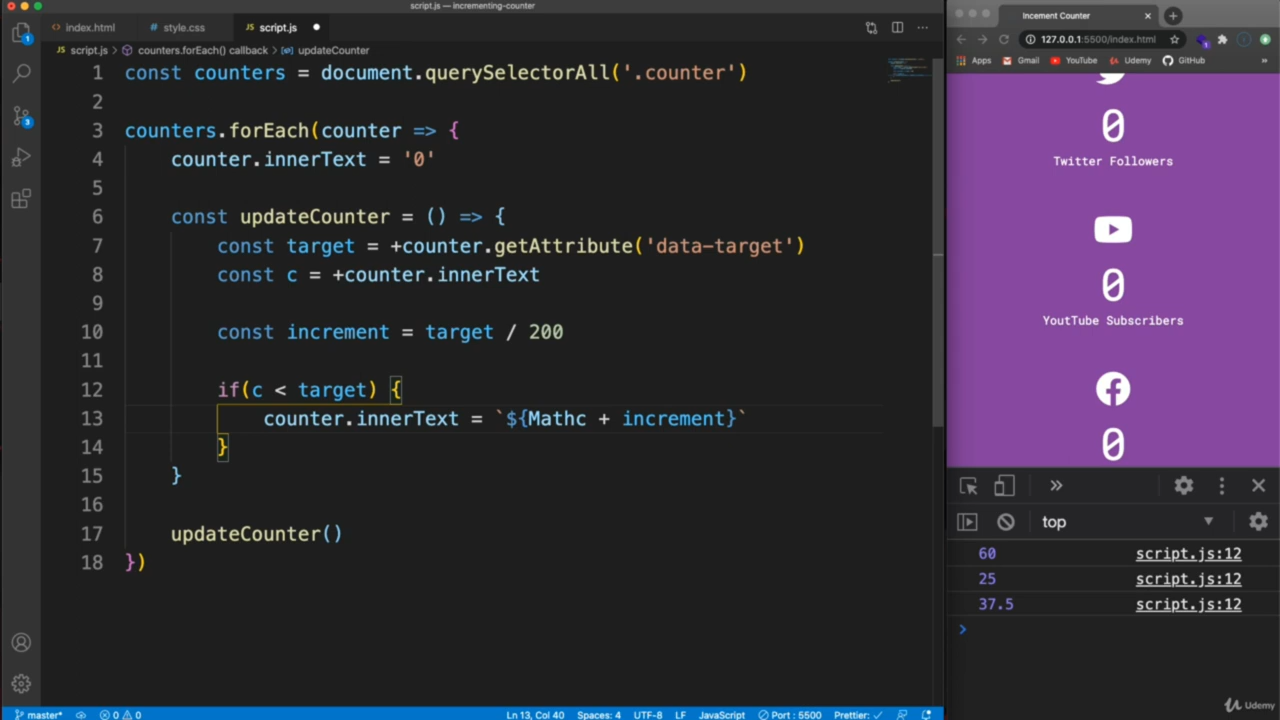 script.js — incrementing-counter
index.html
style.css
script.js
script.js > counters.forEach() callback > updateCounter
1 const counters = document.querySelectorAll('.counter')
2
3 counters.forEach(counter => {
4 counter.innerText = '0'
5
6 const updateCounter = () => {
7 const target = +counter.getAttribute('data-target')
8 const c = +counter.innerText
9
10 const increment = target / 200
11
12 if(c < target) {
13 counter.innerText = `${Mathc + increment}`
14 }
15 }
16
17 updateCounter()
18 })
master* 0 0 Ln 13, Col 40 Spaces: 4 UTF-8 LF JavaScript Port : 5500 Prettier: ✓
Incement Counter
127.0.0.1:5500/index.html
Apps Gmail YouTube Udemy GitHub »
0
Twitter Followers
0
YoutTube Subscribers
0
top
60 script.js:12
25 script.js:12
37.5 script.js:12
Udemy